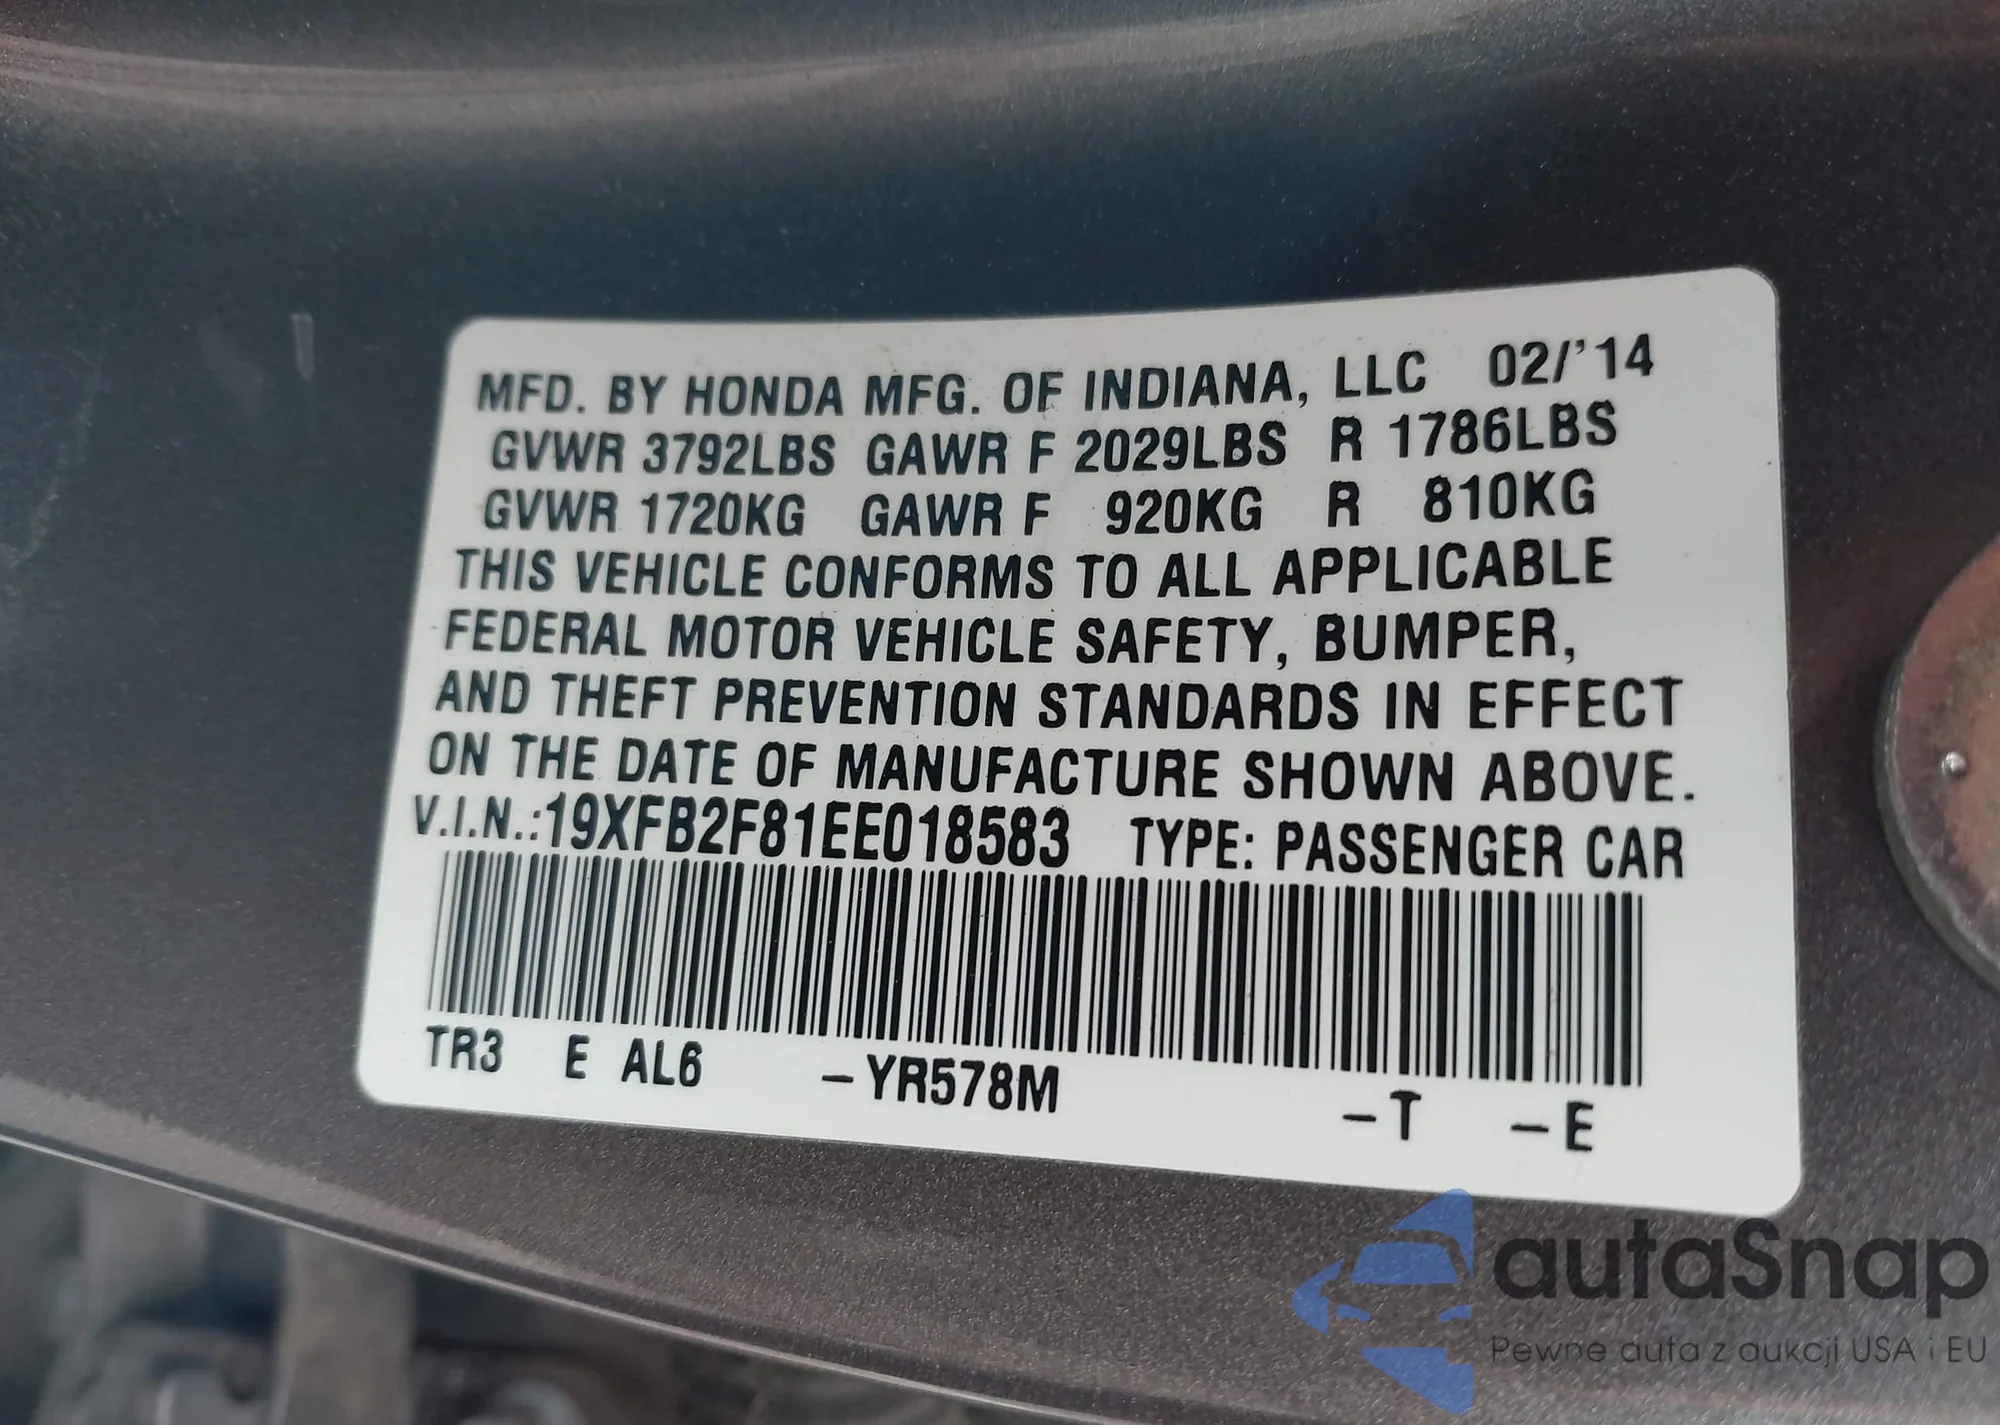 MFD. BY HONDA MFG. OF INDIANA, LLC 02/'14
GVWR 3792LBS GAWR F 2029LBS R 1786LBS
GVWR 1720KG GAWR F 920KG R 810KG
THIS VEHICLE CONFORMS TO ALL APPLICABLE
FEDERAL MOTOR VEHICLE SAFETY, BUMPER,
AND THEFT PREVENTION STANDARDS IN EFFECT
ON THE DATE OF MANUFACTURE SHOWN ABOVE.
V.I.N.:19XFB2F81EE018583 TYPE: PASSENGER CAR
TR3 E AL6 –YR578M –T –E
autaSnap
Pewne auta z aukcji USA i EU